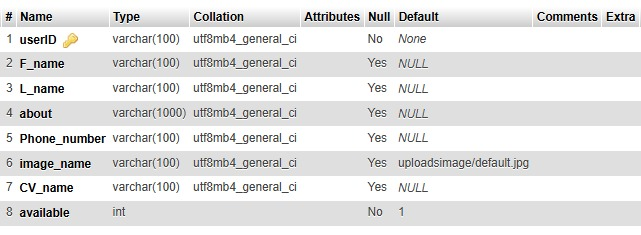 # Name Type Collation Attributes Null Default Comments Extra
1 userID varchar(100) utf8mb4_general_ci No None
2 F_name varchar(100) utf8mb4_general_ci Yes NULL
3 L_name varchar(100) utf8mb4_general_ci Yes NULL
4 about varchar(1000) utf8mb4_general_ci Yes NULL
5 Phone_number varchar(100) utf8mb4_general_ci Yes NULL
6 image_name varchar(100) utf8mb4_general_ci Yes uploadsimage/default.jpg
7 CV_name varchar(100) utf8mb4_general_ci Yes NULL
8 available int No 1